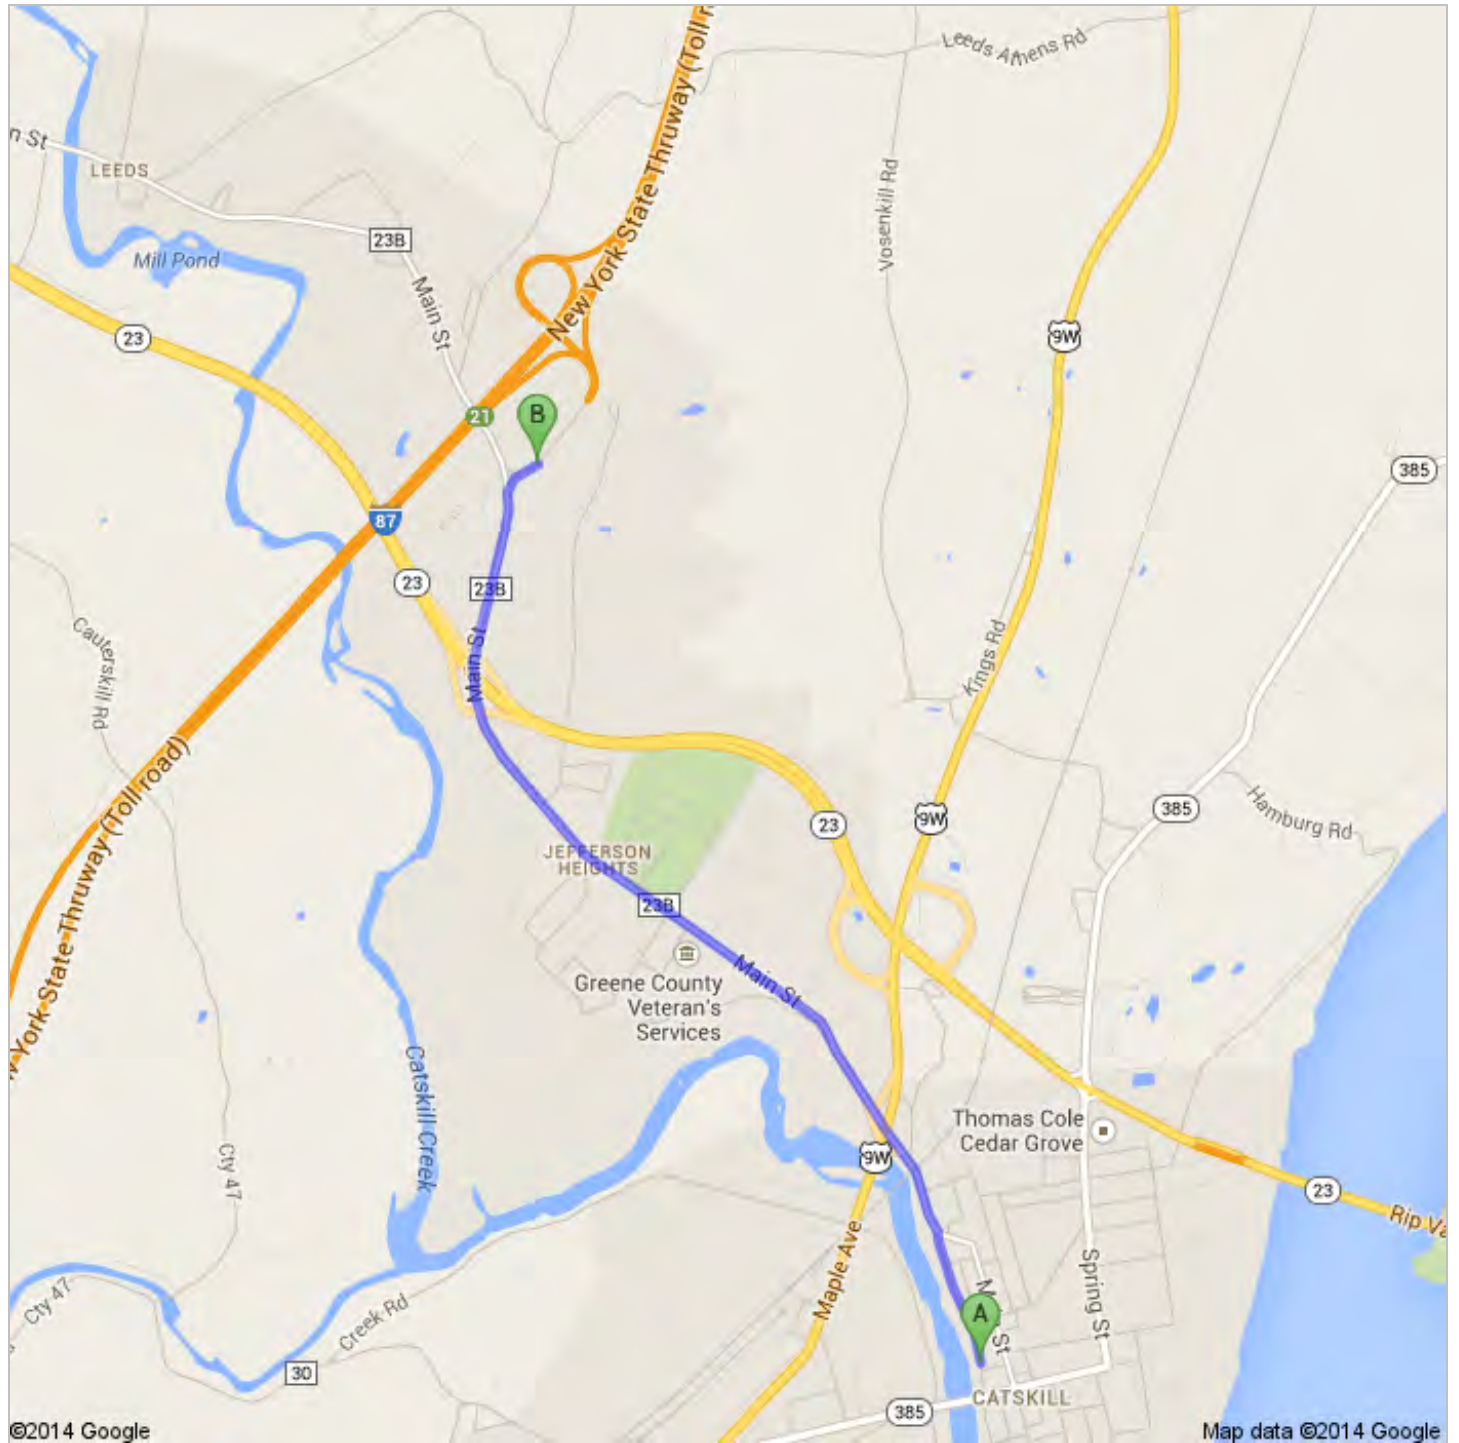 Leeds Athens Rd
New York State Thruway (Toll r
n St
LEEDS
Vosenkill Rd
23B
Mill Pond
Main St
23
9W
21
B
385
87
23
23B
Cauterskill Rd
Main St
Kings Rd
York State Thruway (Toll road)
385
Hamburg Rd
9W
23
JEFFERSON
HEIGHTS
23B
Main St
Greene County
Veteran's
Services
Catskill Creek
Thomas Cole
Cedar Grove
Cty 47
9W
23
Rip Va
Maple Ave
Spring St
Cty 47
Creek Rd
A
30
CATSKILL
385
©2014 Google
Map data ©2014 Google